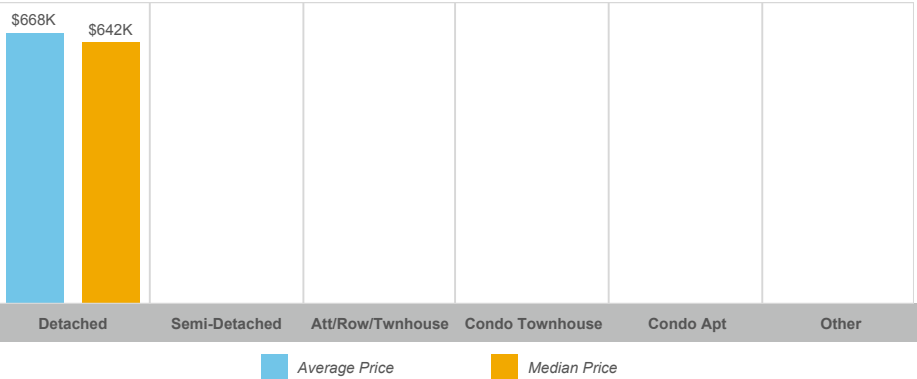 $668K
$642K
Detached Semi-Detached Att/Row/Twnhouse Condo Townhouse Condo Apt Other
Average Price Median Price